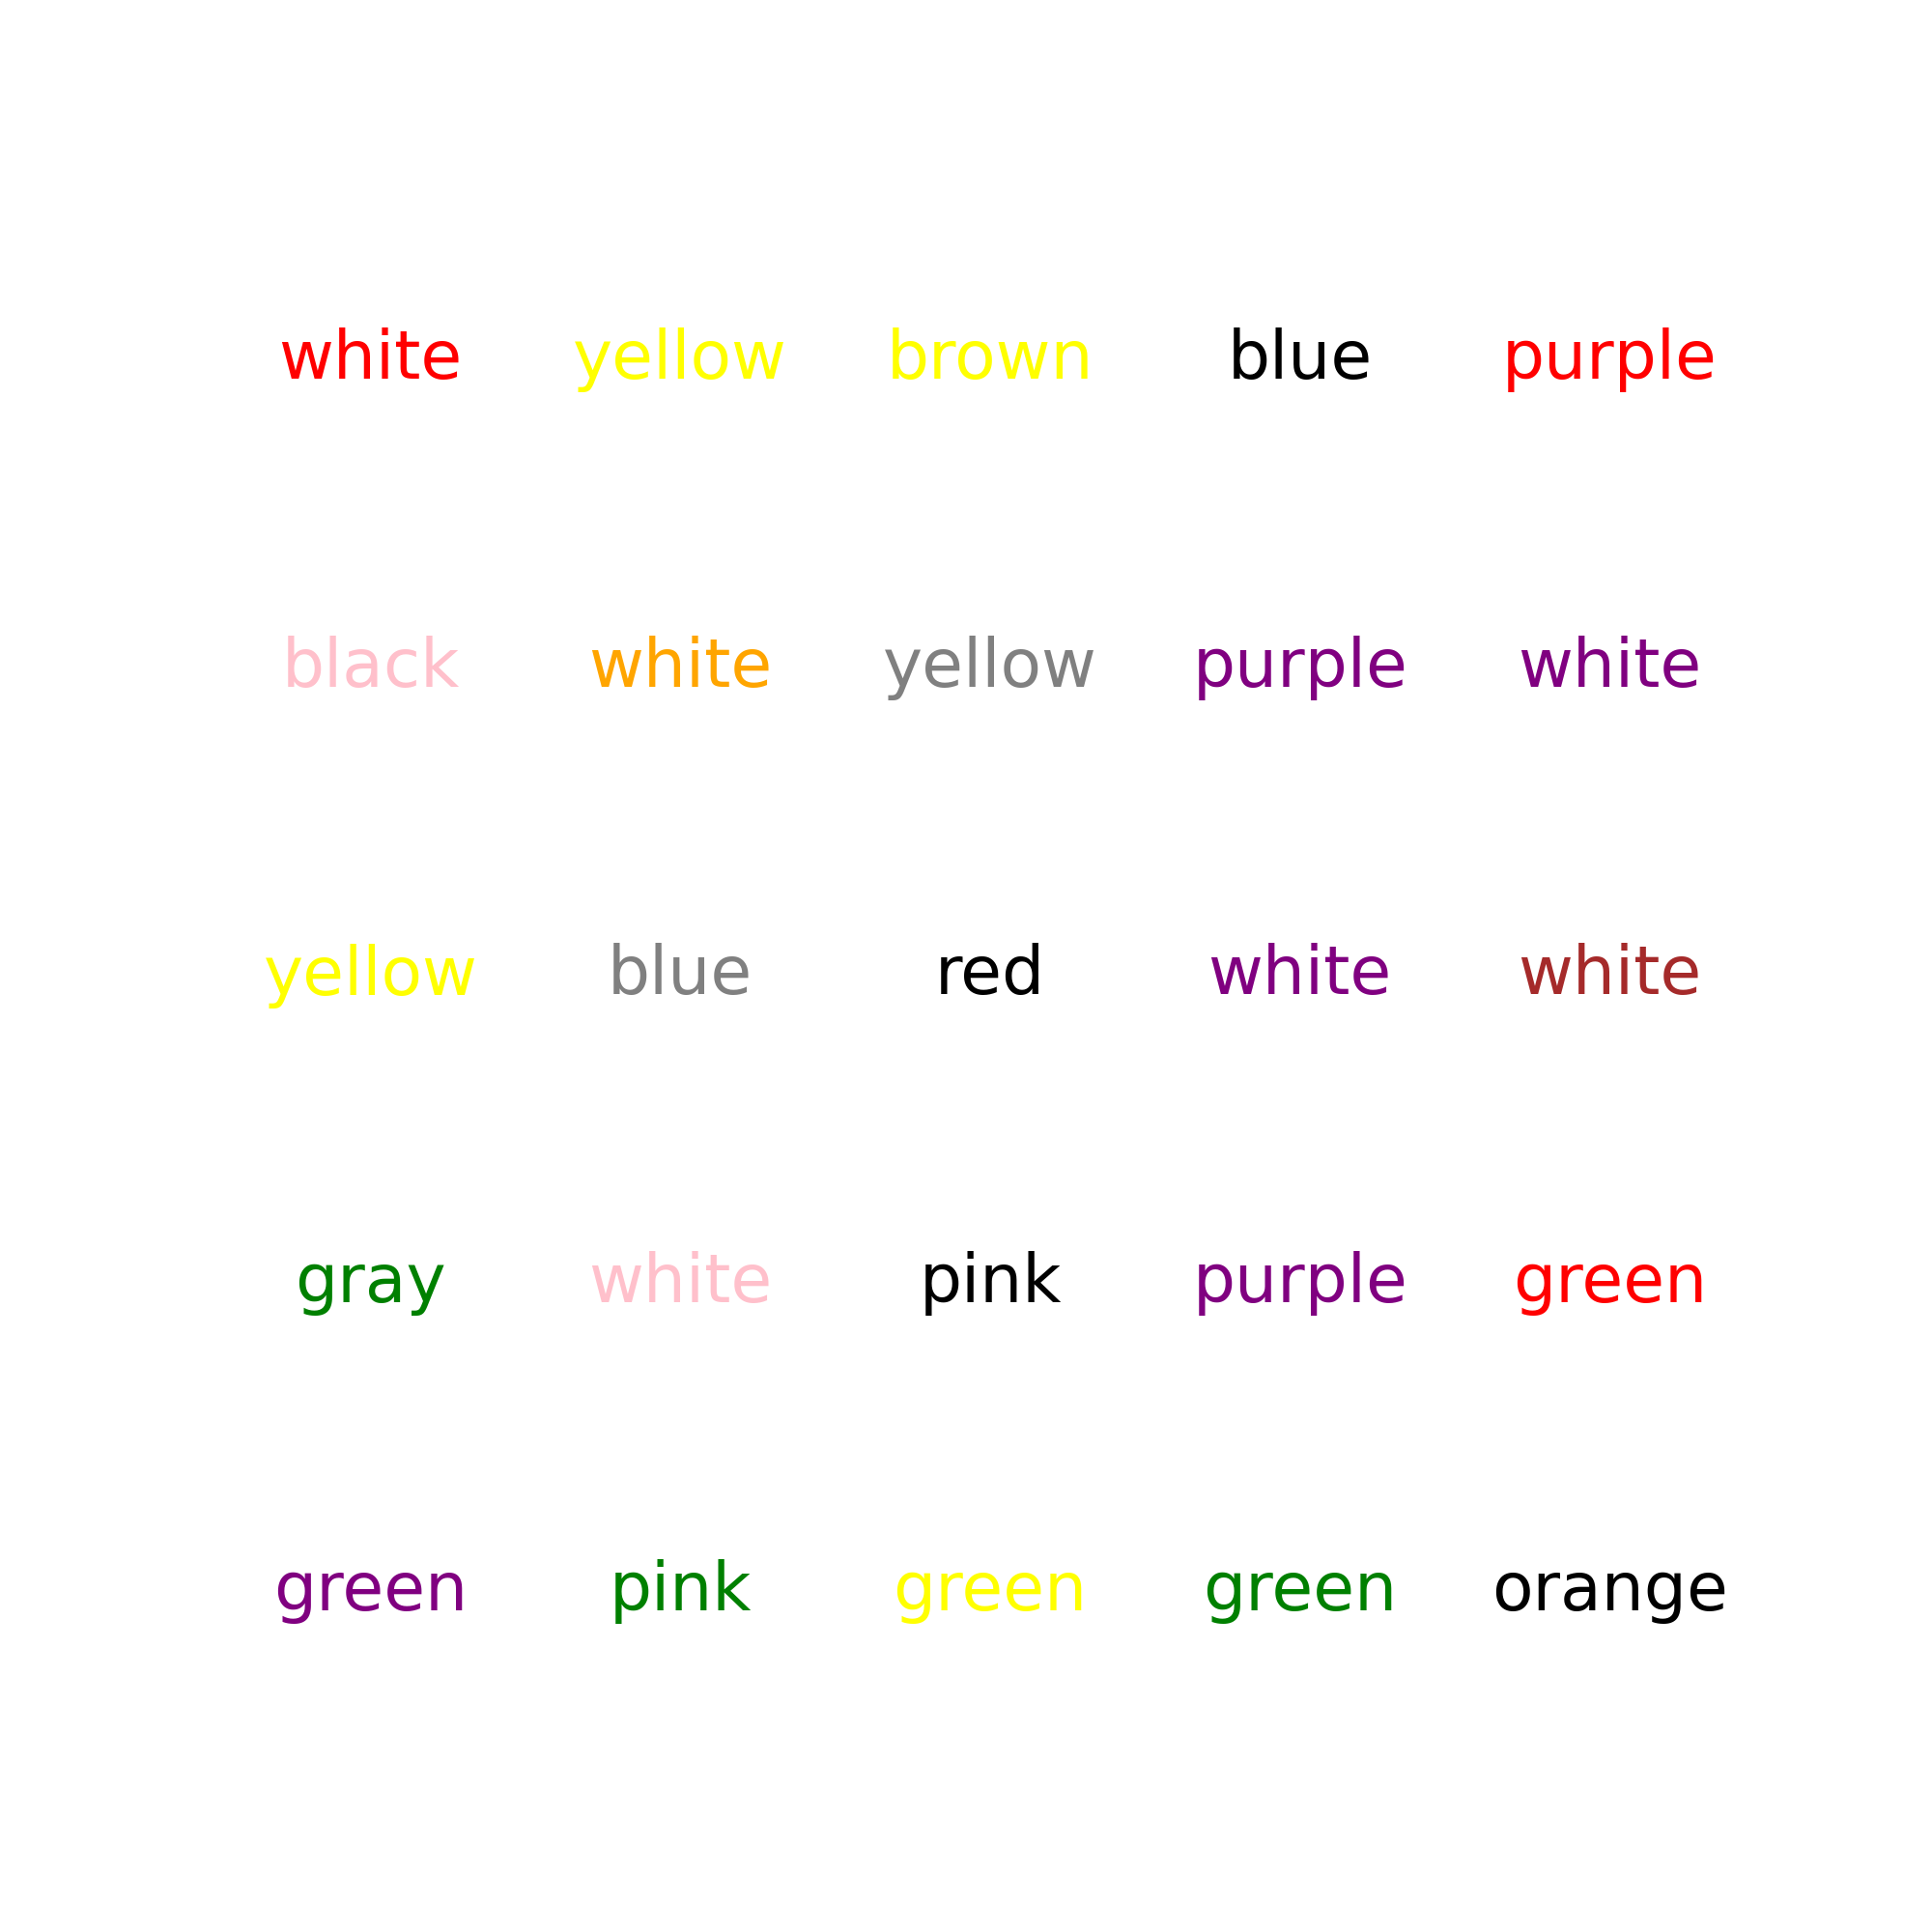 white yellow brown blue purple
black white yellow purple white
yellow blue red white white
gray white pink purple green
green pink green green orange